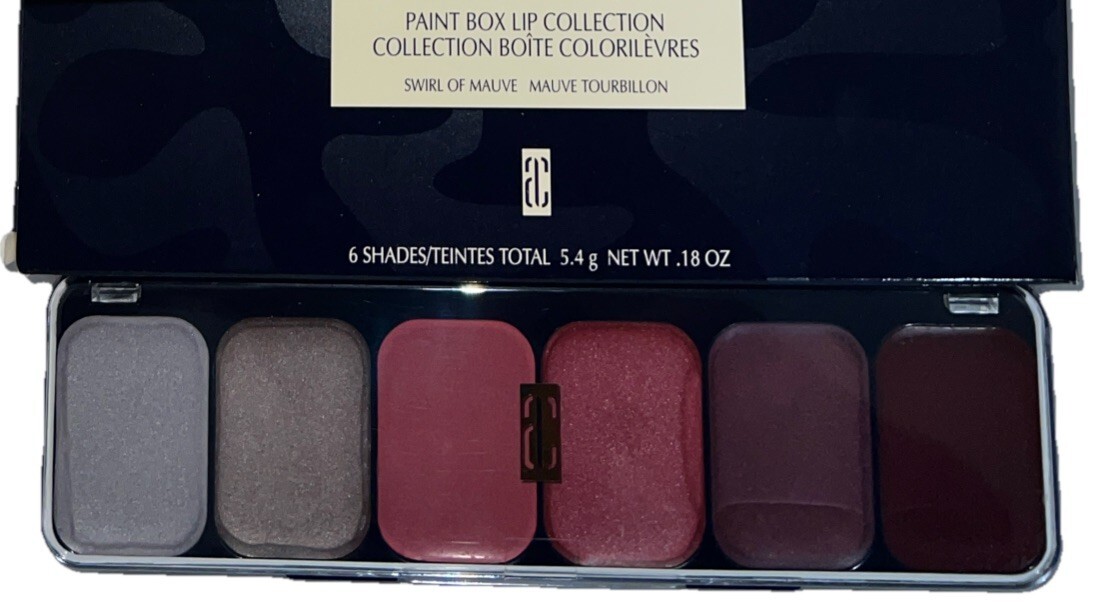 PAINT BOX LIP COLLECTION
COLLECTION BOÎTE COLORILÈVRES
SWIRL OF MAUVE MAUVE TOURBILLON
6 SHADES/TEINTES TOTAL 5.4 g NET WT .18 OZ